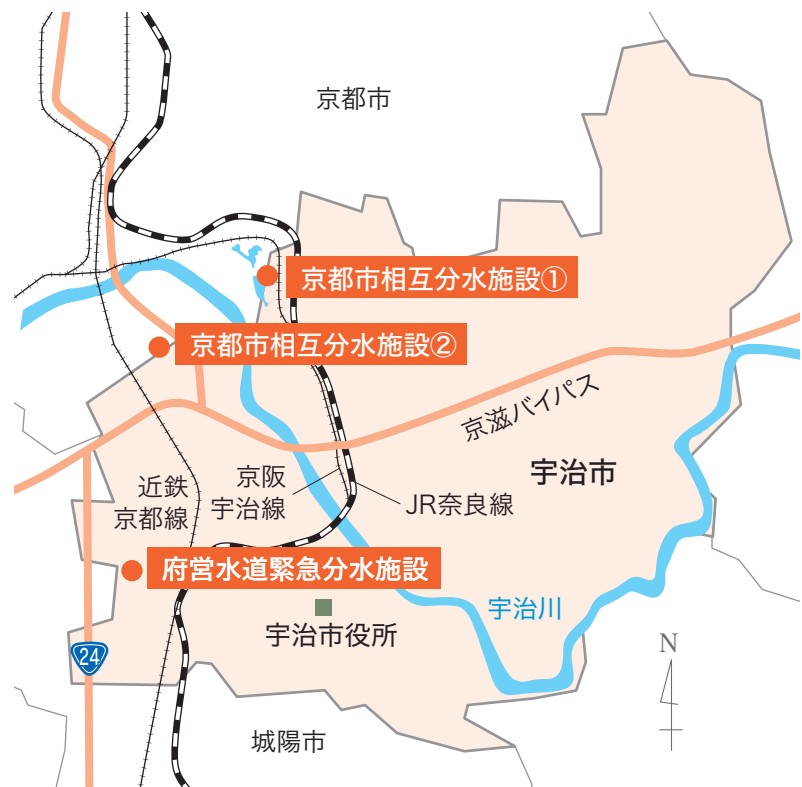 京都市
京都市相互分水施設①
京都市相互分水施設②
京滋バイパス
宇治市
近鉄
京都線
京阪
宇治線
JR奈良線
府営水道緊急分水施設
宇治川
宇治市役所
24
N
城陽市